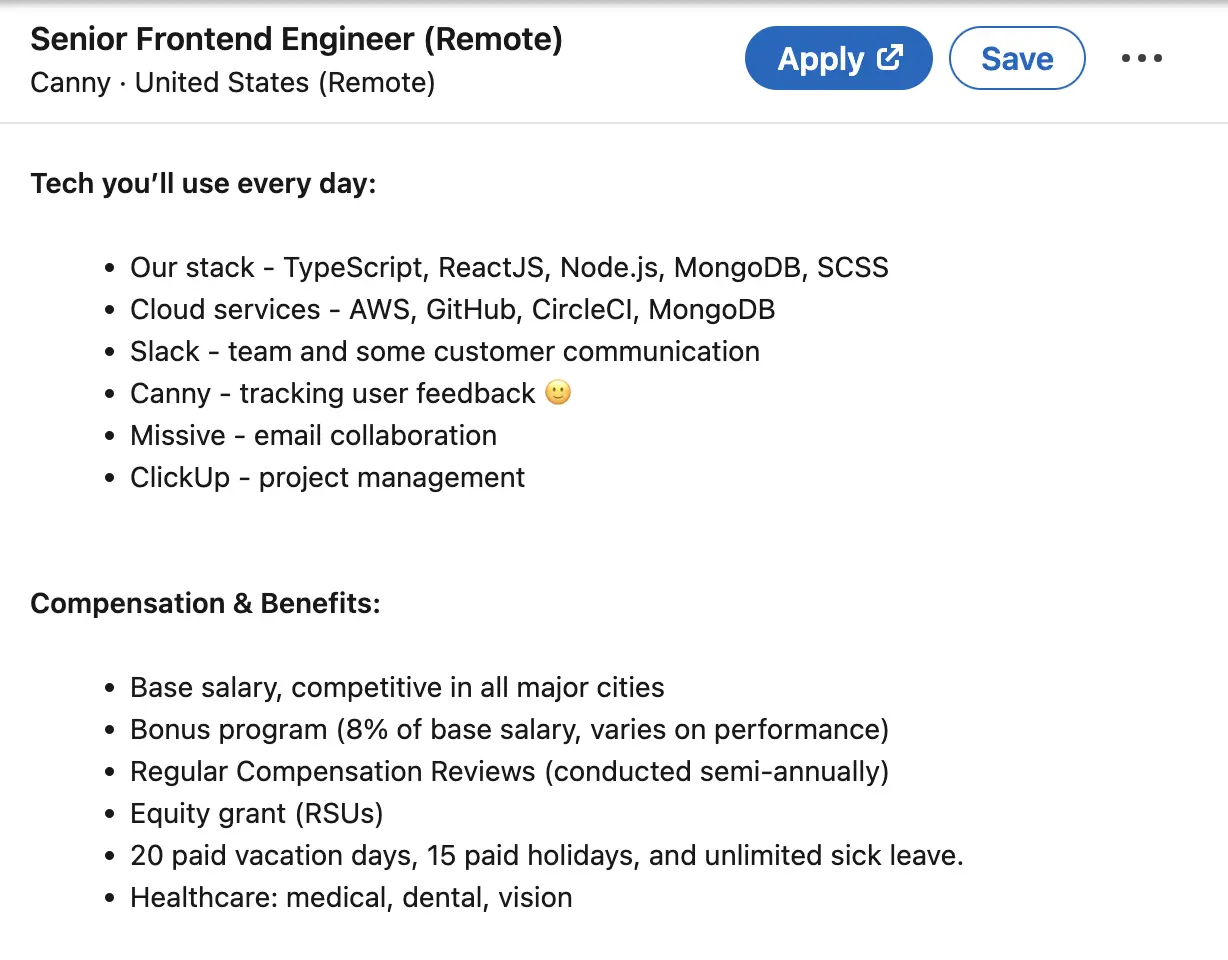 Senior Frontend Engineer (Remote)
Canny · United States (Remote)
Apply
Save
Tech you’ll use every day:
• Our stack - TypeScript, ReactJS, Node.js, MongoDB, SCSS
• Cloud services - AWS, GitHub, CircleCI, MongoDB
• Slack - team and some customer communication
• Canny - tracking user feedback 🙂
• Missive - email collaboration
• ClickUp - project management
Compensation & Benefits:
• Base salary, competitive in all major cities
• Bonus program (8% of base salary, varies on performance)
• Regular Compensation Reviews (conducted semi-annually)
• Equity grant (RSUs)
• 20 paid vacation days, 15 paid holidays, and unlimited sick leave.
• Healthcare: medical, dental, vision